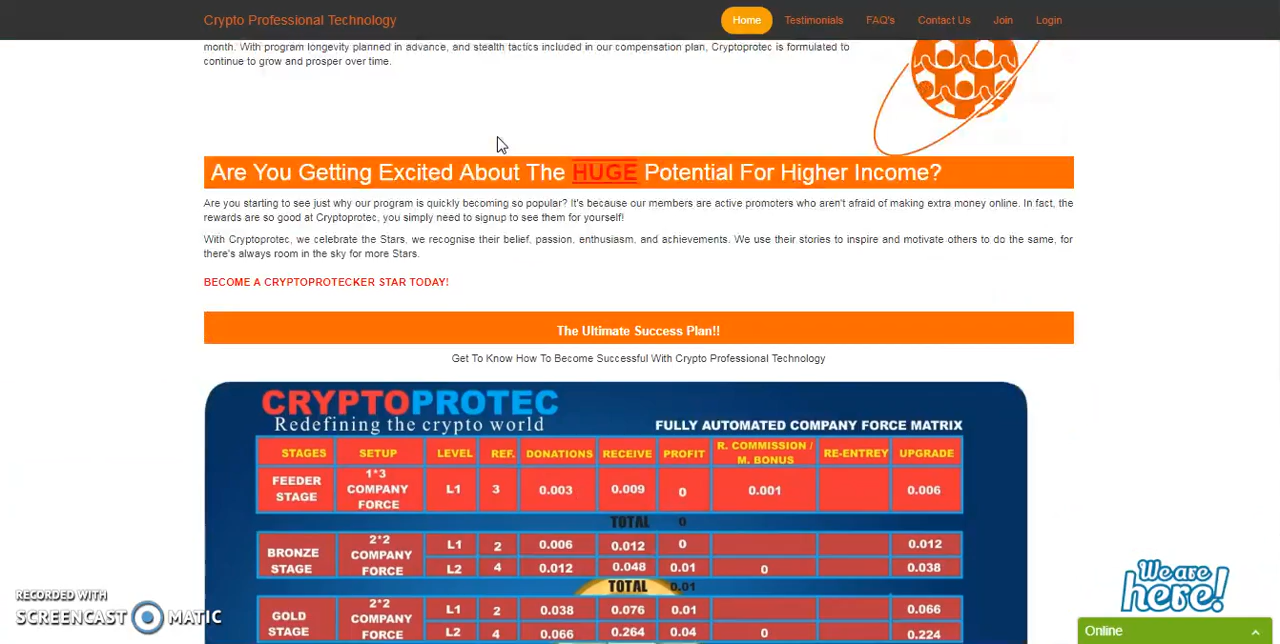 Crypto Professional Technology
Home Testimonials FAQ's Contact Us Join Login
month. With program longevity planned in advance, and stealth tactics included in our compensation plan, Cryptoprotec is formulated to
continue to grow and prosper over time.
Are You Getting Excited About The HUGE Potential For Higher Income?
Are you starting to see just why our program is quickly becoming so popular? It's because our members are active promoters who aren't afraid of making extra money online. In fact, the
rewards are so good at Cryptoprotec, you simply need to signup to see them for yourself!
With Cryptoprotec, we celebrate the Stars, we recognise their belief, passion, enthusiasm, and achievements. We use their stories to inspire and motivate others to do the same, for
there's always room in the sky for more Stars.
BECOME A CRYPTOPROTECKER STAR TODAY!
The Ultimate Success Plan!!
Get To Know How To Become Successful With Crypto Professional Technology
CRYPTOPROTEC
Redefining the crypto world
FULLY AUTOMATED COMPANY FORCE MATRIX
STAGES SETUP LEVEL REF. DONATIONS RECEIVE PROFIT R. COMMISSION / M. BONUS RE-ENTREY UPGRADE
FEEDER STAGE 1*3 COMPANY FORCE L1 3 0.003 0.009 0 0.001 0.006
TOTAL 0
BRONZE STAGE 2*2 COMPANY FORCE L1 2 0.006 0.012 0 0.012
L2 4 0.012 0.048 0.01 0 0.038
TOTAL 0.01
GOLD STAGE 2*2 COMPANY FORCE L1 2 0.038 0.076 0.01 0.066
L2 4 0.066 0.264 0.04 0 0.224
RECORDED WITH
SCREENCAST MATIC
We are here!
Online